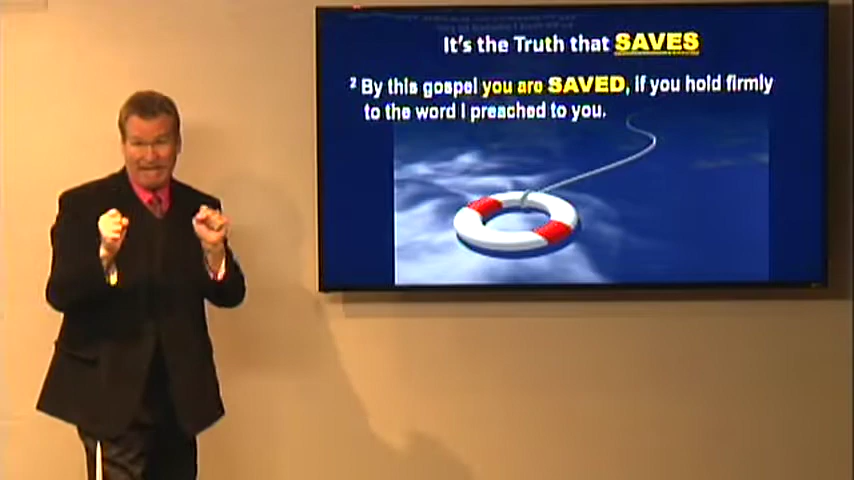 It's the Truth that SAVES
² By this gospel you are SAVED, if you hold firmly
to the word I preached to you.